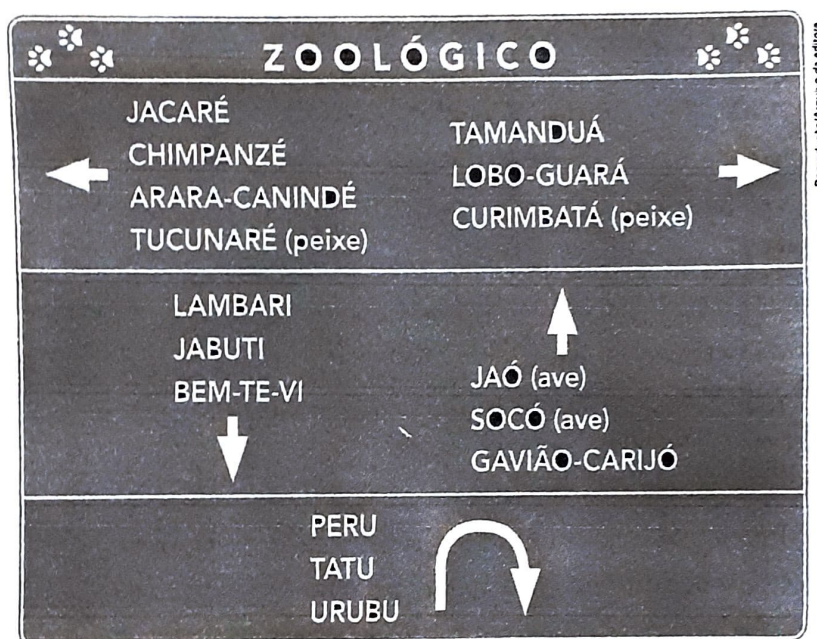 ZOOLÓGICO
JACARÉ
CHIMPANZÉ
ARARA-CANINDÉ
TUCUNARÉ (peixe)
TAMANDUÁ
LOBO-GUARÁ
CURIMBATÁ (peixe)
LAMBARI
JABUTI
BEM-TE-VI
JAÓ (ave)
SOCÓ (ave)
GAVIÃO-CARIJÓ
PERU
TATU
URUBU